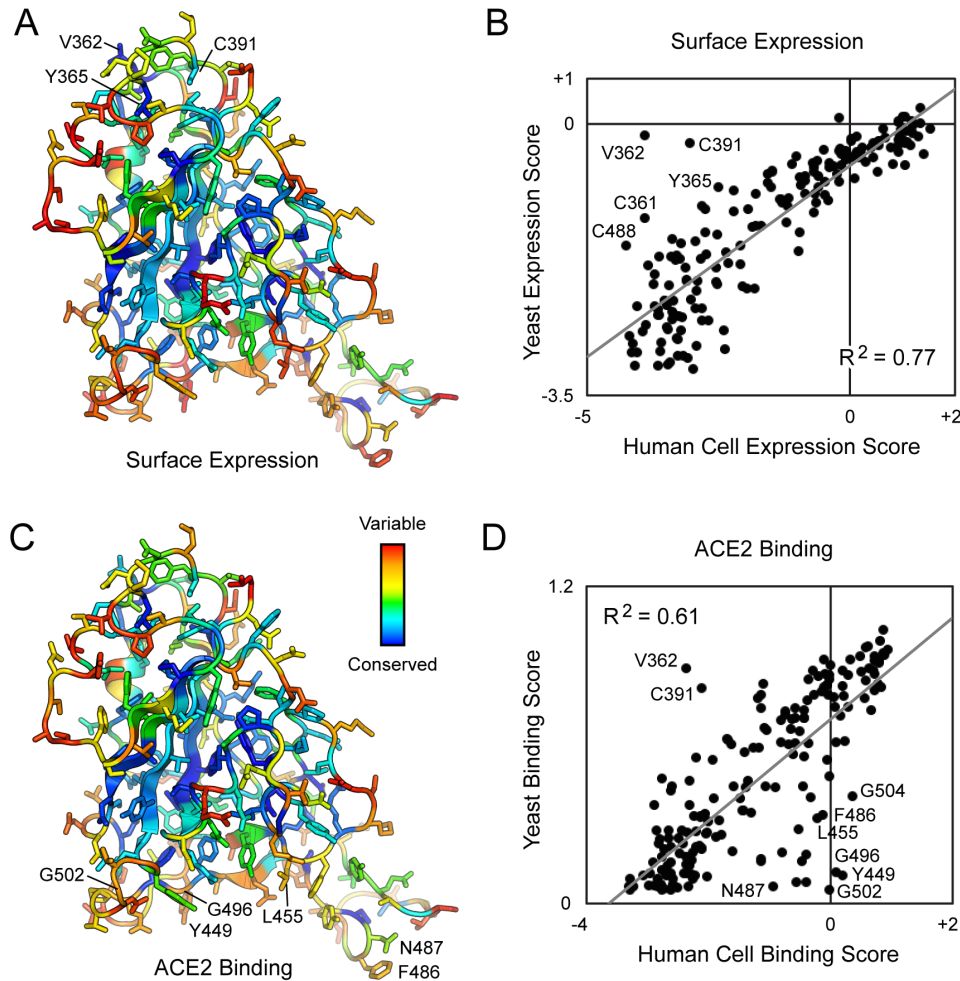 A
V362
C391
Y365
Surface Expression
B
Surface Expression
+1
0
-3.5
-5
0
+2
Yeast Expression Score
Human Cell Expression Score
V362
C391
Y365
C361
C488
R² = 0.77
C
Variable
Conserved
G502
G496
Y449
L455
N487
F486
ACE2 Binding
D
ACE2 Binding
1.2
0
-4
0
+2
Yeast Binding Score
Human Cell Binding Score
R² = 0.61
V362
C391
G504
F486
L455
G496
Y449
N487
G502